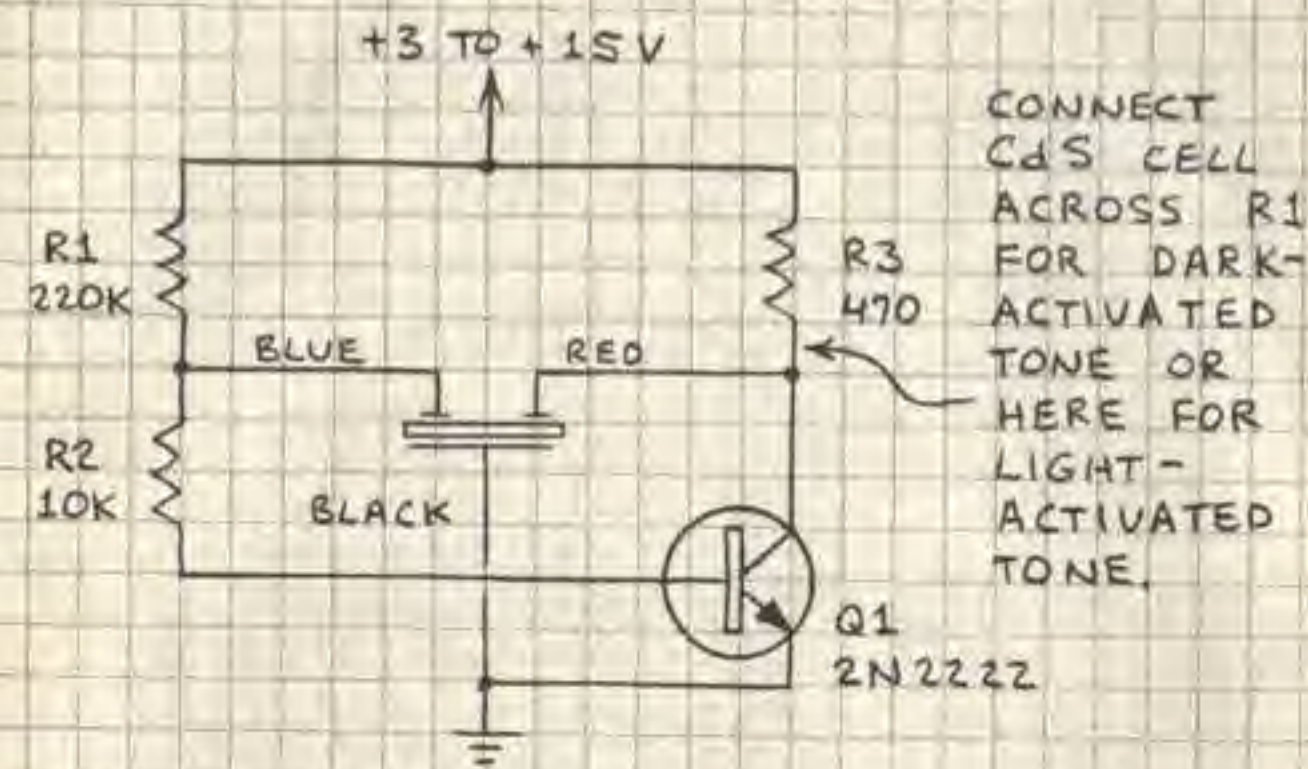 +3 TO + 15 V
R1
220K
BLUE
RED
R3
470
R2
10K
BLACK
Q1
2N2222
CONNECT
CdS CELL
ACROSS R1
FOR DARK-
ACTIVATED
TONE OR
HERE FOR
LIGHT-
ACTIVATED
TONE.